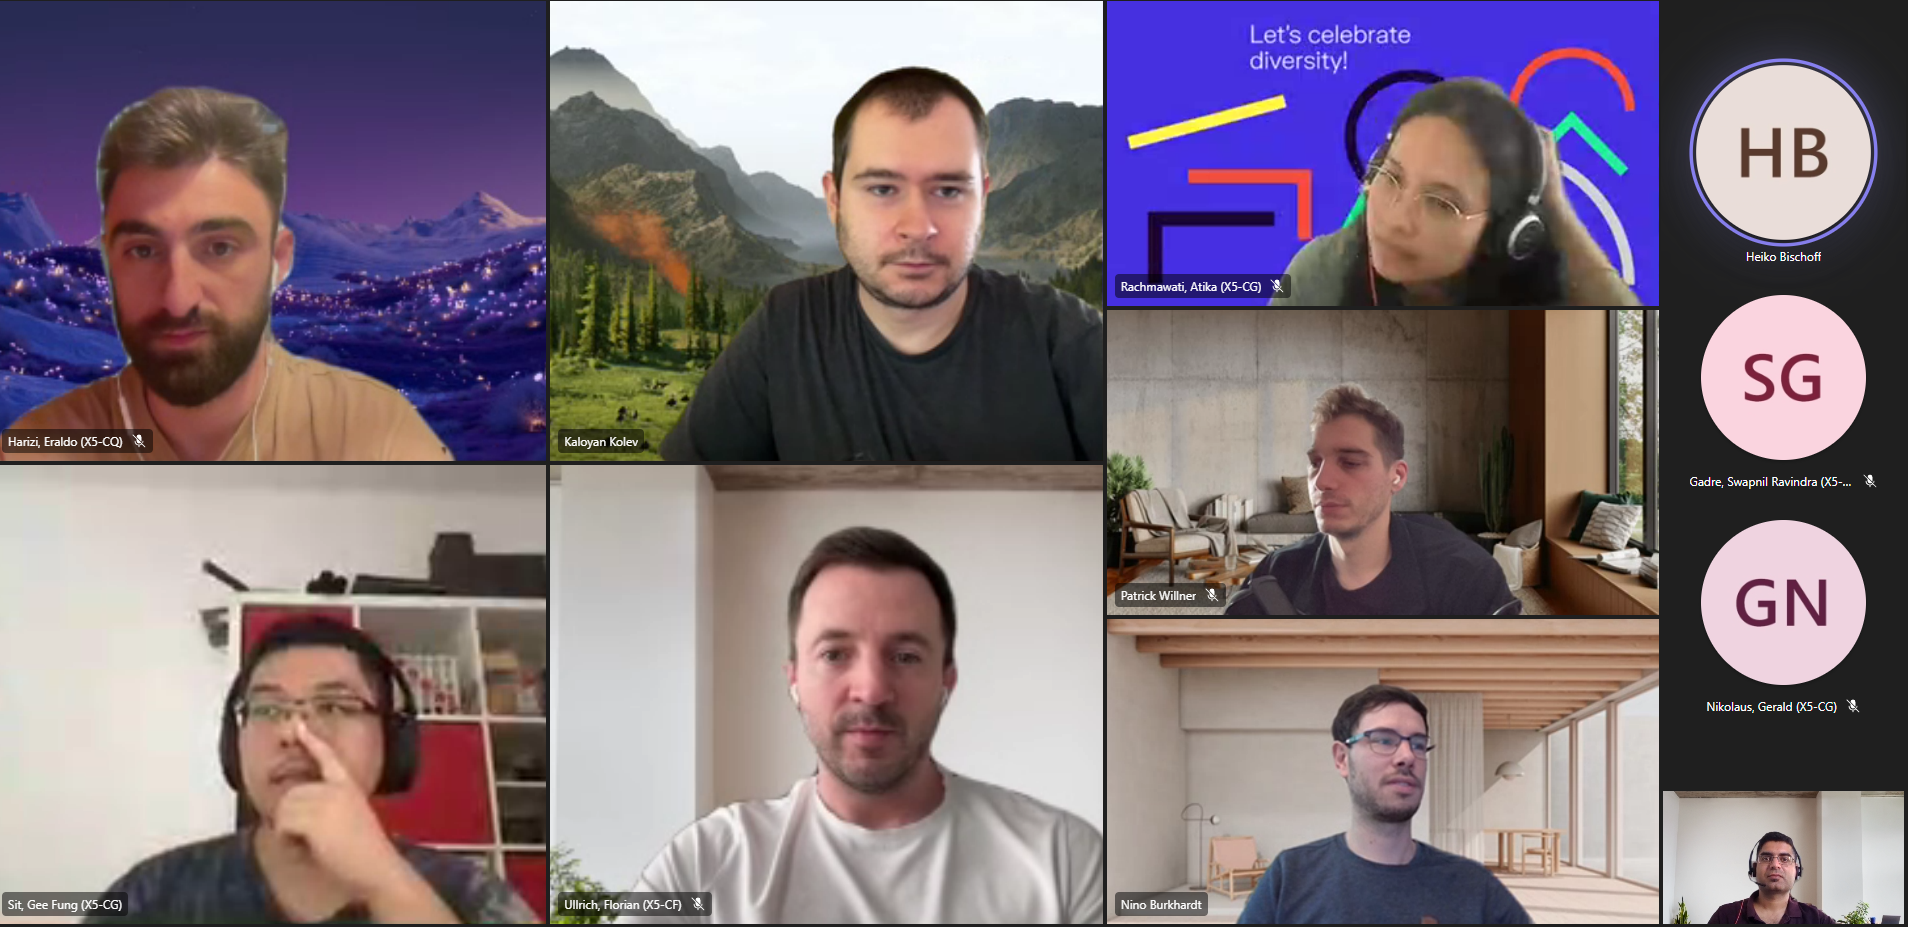 Let's celebrate
diversity!
Harizi, Eraldo (X5-CQ)
Kaloyan Kolev
Rachmawati, Atika (X5-CG)
HB
Heiko Bischoff
Patrick Willner
SG
Gadre, Swapnil Ravindra (X5-...
GN
Nikolaus, Gerald (X5-CG)
Sit, Gee Fung (X5-CG)
Ullrich, Florian (X5-CF)
Nino Burkhardt